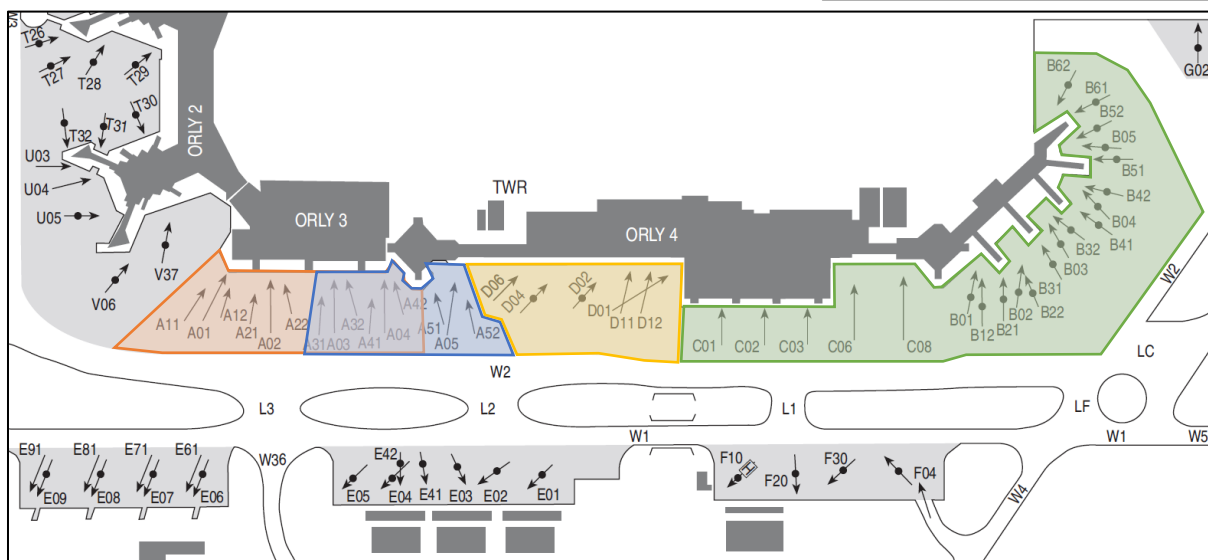 W3
T26
T27
T28
T29
T30
T31
T32
U03
U04
U05
V37
V06
ORLY 2
ORLY 3
TWR
ORLY 4
A11
A01
A12
A21
A02
A22
A31
A03
A32
A41
A04
A42
A51
A05
A52
D06
D04
D02
D01
D11
D12
C01
C02
C03
C06
C08
B62
B61
B52
B05
B51
B42
B04
B41
B32
B03
B31
B22
B02
B21
B12
B01
G02
W2
LC
W2
L3
L2
L1
LF
W1
W1
W5
E91
E81
E71
E61
E09
E08
E07
E06
W36
E42
E05
E04
E41
E03
E02
E01
F10
F20
F30
F04
W4